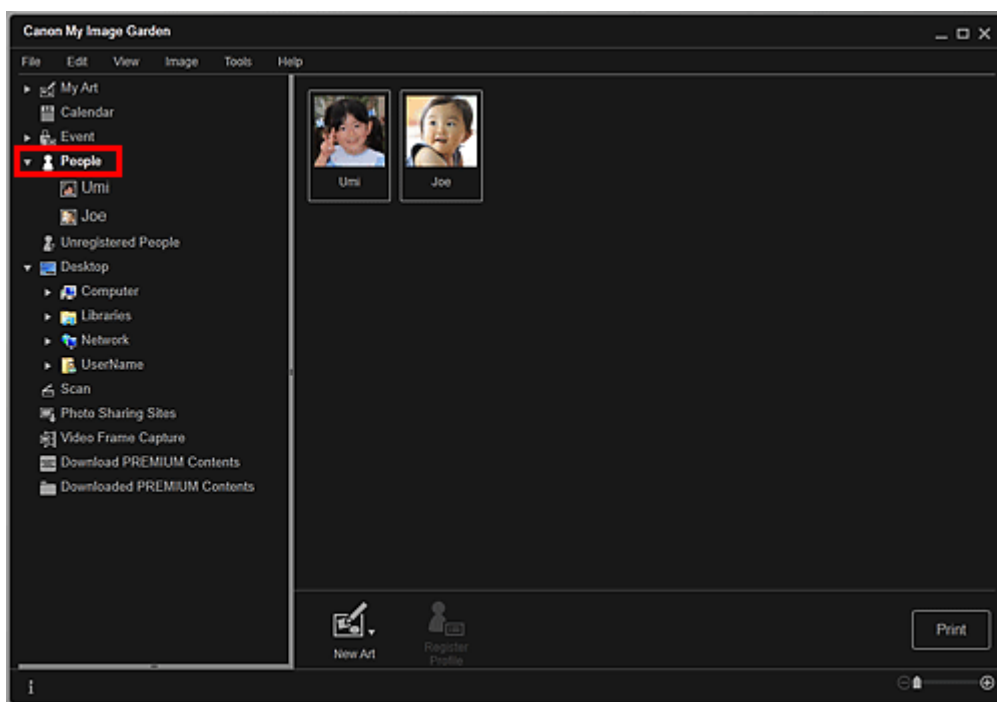 Canon My Image Garden
File Edit View Image Tools Help
My Art
Calendar
Event
People
Umi
Joe
Unregistered People
Desktop
Computer
Libraries
Network
UserName
Scan
Photo Sharing Sites
Video Frame Capture
Download PREMIUM Contents
Downloaded PREMIUM Contents
Umi Joe
New Art
Register
Profile
Print